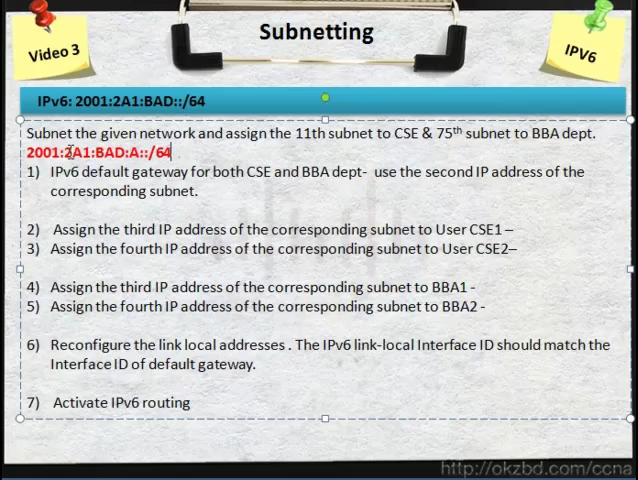 Subnetting
Video 3
IPV6
IPv6: 2001:2A1:BAD::/64
Subnet the given network and assign the 11th subnet to CSE & 75th subnet to BBA dept.
2001:2A1:BAD:A::/64
1) IPv6 default gateway for both CSE and BBA dept- use the second IP address of the
corresponding subnet.
2) Assign the third IP address of the corresponding subnet to User CSE1 –
3) Assign the fourth IP address of the corresponding subnet to User CSE2–
4) Assign the third IP address of the corresponding subnet to BBA1 -
5) Assign the fourth IP address of the corresponding subnet to BBA2 -
6) Reconfigure the link local addresses . The IPv6 link-local Interface ID should match the
Interface ID of default gateway.
7) Activate IPv6 routing
http://okzbd.com/ccna